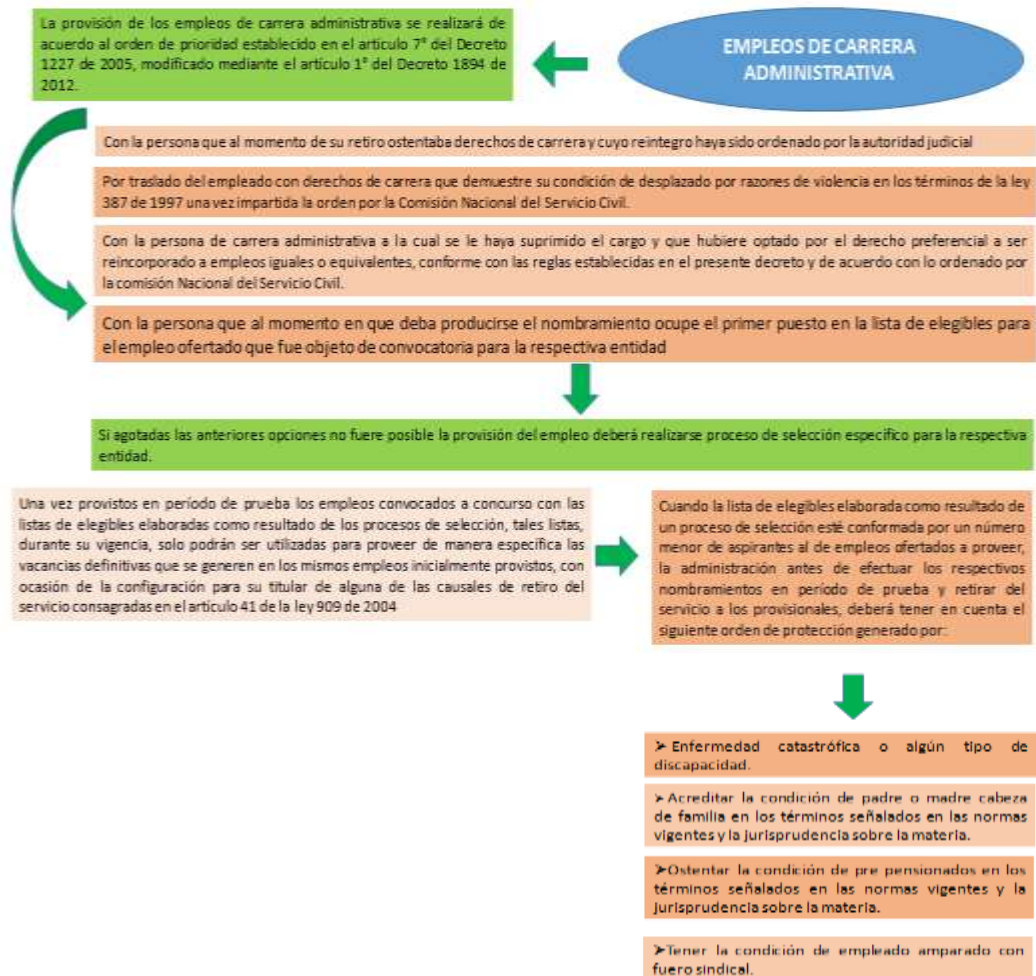 La provisión de los empleos de carrera administrativa se realizará de
acuerdo al orden de prioridad establecido en el artículo 7° del Decreto
1227 de 2005, modificado mediante el artículo 1° del Decreto 1894 de
2012.
EMPLEOS DE CARRERA
ADMINISTRATIVA
Con la persona que al momento de su retiro ostentaba derechos de carrera y cuyo reintegro haya sido ordenado por la autoridad judicial
Por traslado del empleado con derechos de carrera que demuestre su condición de desplazado por razones de violencia en los términos de la ley
387 de 1997 una vez impartida la orden por la Comisión Nacional del Servicio Civil.
Con la persona de carrera administrativa a la cual se le haya suprimido el cargo y que hubiere optado por el derecho preferencial a ser
reincorporado a empleos iguales o equivalentes, conforme con las reglas establecidas en el presente decreto y de acuerdo con lo ordenado por
la comisión Nacional del Servicio Civil.
Con la persona que al momento en que deba producirse el nombramiento ocupe el primer puesto en la lista de elegibles para
el empleo ofertado que fue objeto de convocatoria para la respectiva entidad
Si agotadas las anteriores opciones no fuere posible la provisión del empleo deberá realizarse proceso de selección específico para la respectiva
entidad.
Una vez provistos en período de prueba los empleos convocados a concurso con las
listas de elegibles elaboradas como resultado de los procesos de selección, tales listas,
durante su vigencia, solo podrán ser utilizadas para proveer de manera específica las
vacancias definitivas que se generen en los mismos empleos inicialmente provistos, con
ocasión de la configuración para su titular de alguna de las causales de retiro del
servicio consagradas en el artículo 41 de la ley 909 de 2004
Cuando la lista de elegibles elaborada como resultado de
un proceso de selección esté conformada por un número
menor de aspirantes al de empleos ofertados a proveer,
la administración antes de efectuar los respectivos
nombramientos en período de prueba y retirar del
servicio a los provisionales, deberá tener en cuenta el
siguiente orden de protección generado por:
➢ Enfermedad catastrófica o algún tipo de
discapacidad.
➢ Acreditar la condición de padre o madre cabeza
de familia en los términos señalados en las normas
vigentes y la jurisprudencia sobre la materia.
➢Ostentar la condición de pre pensionados en los
términos señalados en las normas vigentes y la
jurisprudencia sobre la materia.
➢Tener la condición de empleado amparado con
fuero sindical.